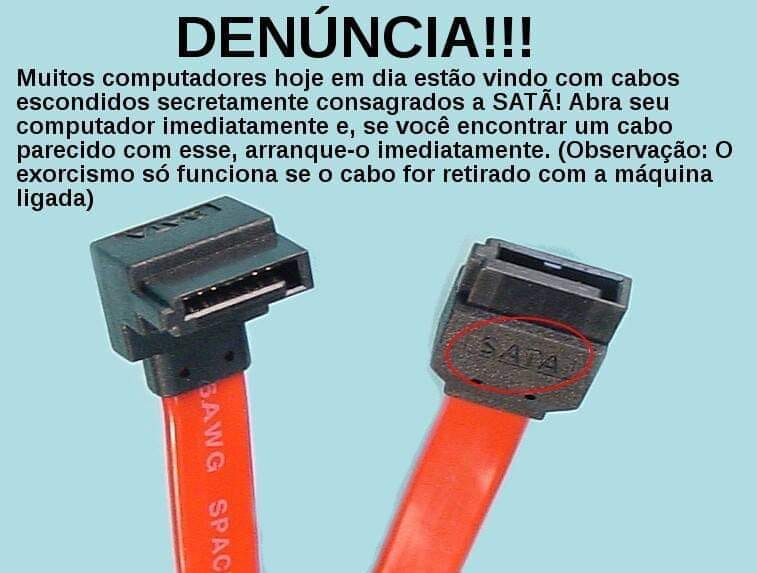 DENÚNCIA!!!
Muitos computadores hoje em dia estão vindo com cabos
escondidos secretamente consagrados a SATÃ! Abra seu
computador imediatamente e, se você encontrar um cabo
parecido com esse, arranque-o imediatamente. (Observação: O
exorcismo só funciona se o cabo for retirado com a máquina
ligada)
SATA
AWG SPAC